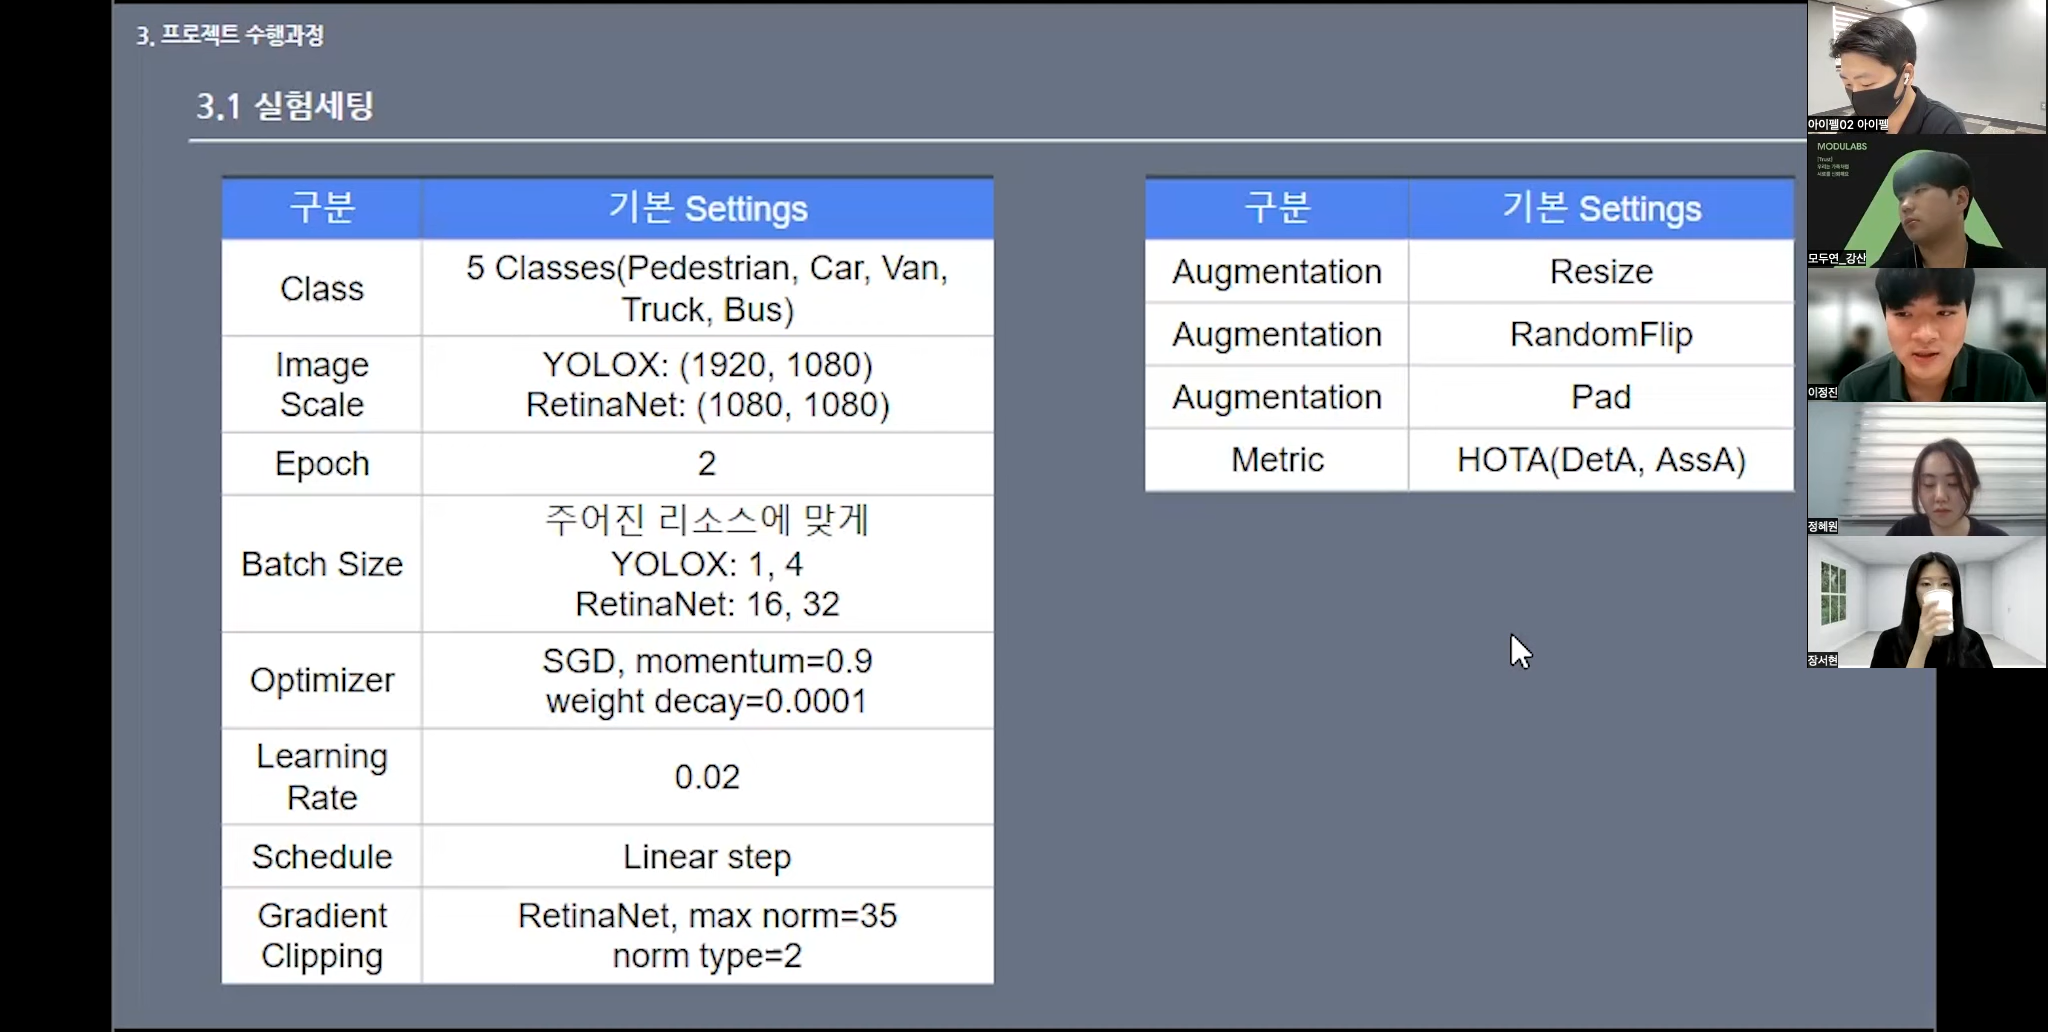 3. 프로젝트 수행과정
3.1 실험세팅
구분 기본 Settings
Class 5 Classes(Pedestrian, Car, Van,
Truck, Bus)
Image
Scale
YOLOX: (1920, 1080)
RetinaNet: (1080, 1080)
Epoch 2
Batch Size
주어진 리소스에 맞게
YOLOX: 1, 4
RetinaNet: 16, 32
Optimizer
SGD, momentum=0.9
weight decay=0.0001
Learning
Rate
0.02
Schedule Linear step
Gradient
Clipping
RetinaNet, max norm=35
norm type=2
구분 기본 Settings
Augmentation Resize
Augmentation RandomFlip
Augmentation Pad
Metric HOTA(DetA, AssA)
아이펠02 아이펠
MODULABS
모두연_강산
이정진
정혜원
장서현